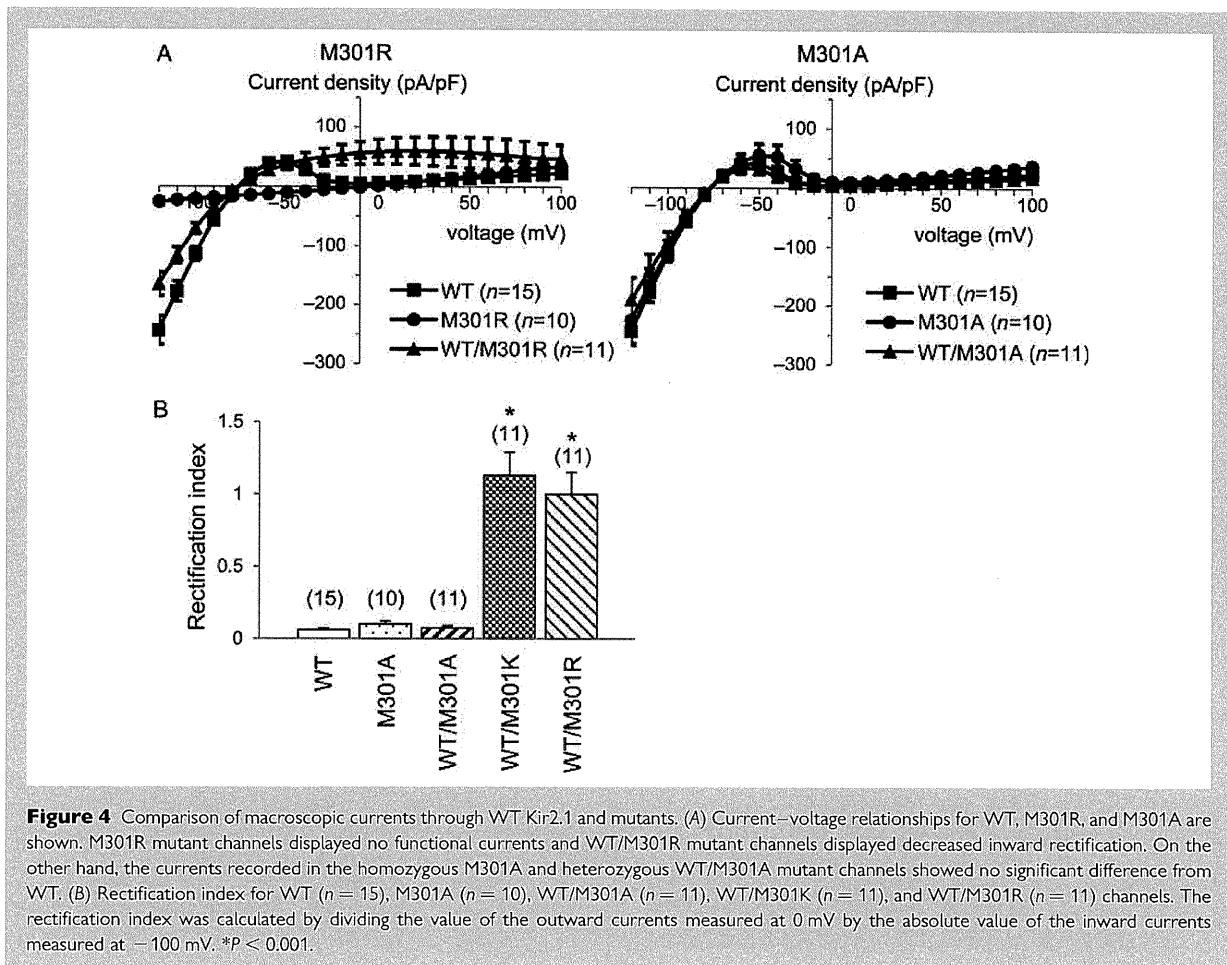 A
M301R
Current density (pA/pF)
100
−50
0
50
100
−100
voltage (mV)
−200
−300
WT (n=15)
M301R (n=10)
WT/M301R (n=11)
M301A
Current density (pA/pF)
100
−100
−50
0
50
100
−100
voltage (mV)
−200
−300
WT (n=15)
M301A (n=10)
WT/M301A (n=11)
B
Rectification index
1.5
1
0.5
0
(15)
(10)
(11)
*
(11)
*
(11)
WT
M301A
WT/M301A
WT/M301K
WT/M301R
Figure 4 Comparison of macroscopic currents through WT Kir2.1 and mutants. (A) Current–voltage relationships for WT, M301R, and M301A are
shown. M301R mutant channels displayed no functional currents and WT/M301R mutant channels displayed decreased inward rectification. On the
other hand, the currents recorded in the homozygous M301A and heterozygous WT/M301A mutant channels showed no significant difference from
WT. (B) Rectification index for WT (n = 15), M301A (n = 10), WT/M301A (n = 11), WT/M301K (n = 11), and WT/M301R (n = 11) channels. The
rectification index was calculated by dividing the value of the outward currents measured at 0 mV by the absolute value of the inward currents
measured at −100 mV. *P < 0.001.